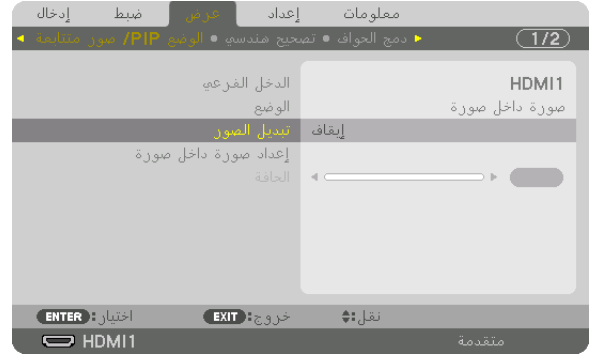 إدخال ضبط عرض إعداد معلومات
◄ الوضع PIP/ صور متتابعة ● تصحيح هندسي ● دمج الحواف ► (1/2)
الدخل الفرعي HDMI1
الوضع صورة داخل صورة
تبديل الصور إيقاف
إعداد صورة داخل صورة
الحافة
ENTER :اختيار EXIT :خروج نقل:
HDMI1 متقدمة